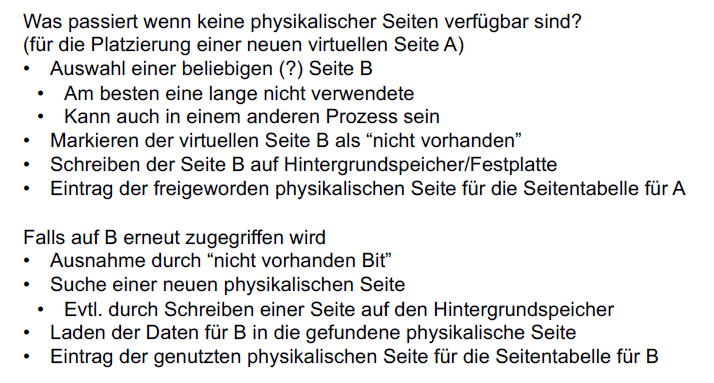 Was passiert wenn keine physikalischer Seiten verfügbar sind?
(für die Platzierung einer neuen virtuellen Seite A)
• Auswahl einer beliebigen (?) Seite B
• Am besten eine lange nicht verwendete
• Kann auch in einem anderen Prozess sein
• Markieren der virtuellen Seite B als “nicht vorhanden”
• Schreiben der Seite B auf Hintergrundspeicher/Festplatte
• Eintrag der freigeworden physikalischen Seite für die Seitentabelle für A
Falls auf B erneut zugegriffen wird
• Ausnahme durch “nicht vorhanden Bit”
• Suche einer neuen physikalischen Seite
• Evtl. durch Schreiben einer Seite auf den Hintergrundspeicher
• Laden der Daten für B in die gefundene physikalische Seite
• Eintrag der genutzten physikalischen Seite für die Seitentabelle für B